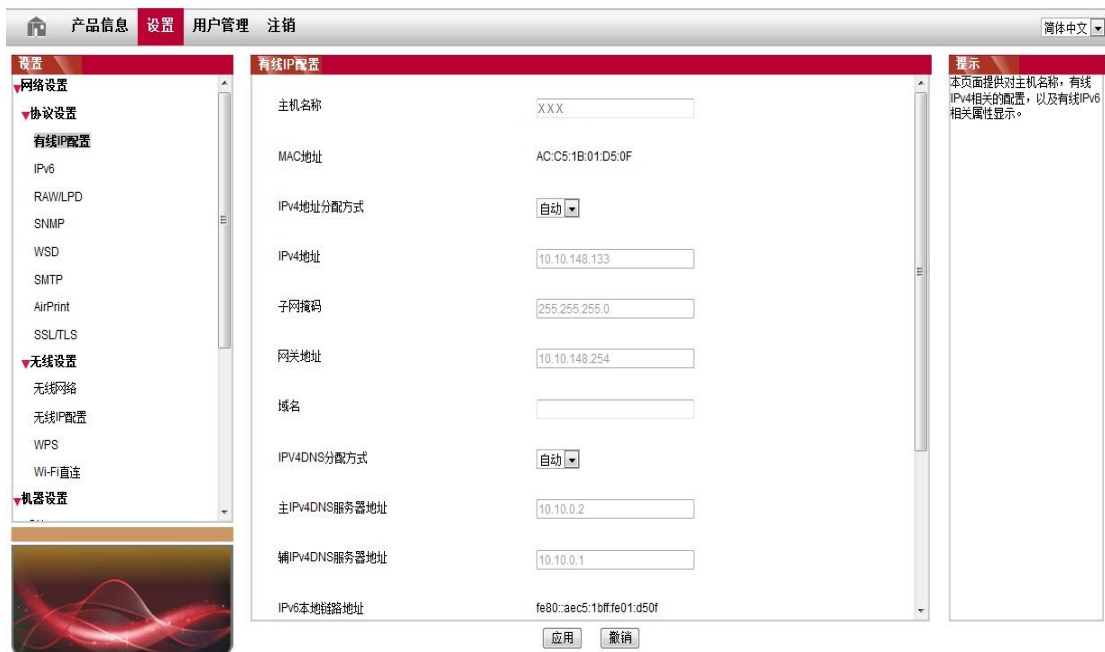 产品信息 设置 用户管理 注销
简体中文
设置
网络设置
协议设置
有线IP配置
IPv6
RAW/LPD
SNMP
WSD
SMTP
AirPrint
SSL/TLS
无线设置
无线网络
无线IP配置
WPS
Wi-Fi直连
机器设置
有线IP配置
主机名称 XXX
MAC地址 AC:C5:1B:01:D5:0F
IPv4地址分配方式 自动
IPv4地址 10.10.148.133
子网掩码 255.255.255.0
网关地址 10.10.148.254
域名
IPV4DNS分配方式 自动
主IPv4DNS服务器地址 10.10.0.2
辅IPv4DNS服务器地址 10.10.0.1
IPv6本地链路地址 fe80::aec5:1bff:fe01:d50f
应用 撤销
提示
本页面提供对主机名称，有线
IPv4相关的配置，以及有线IPv6
相关属性显示。